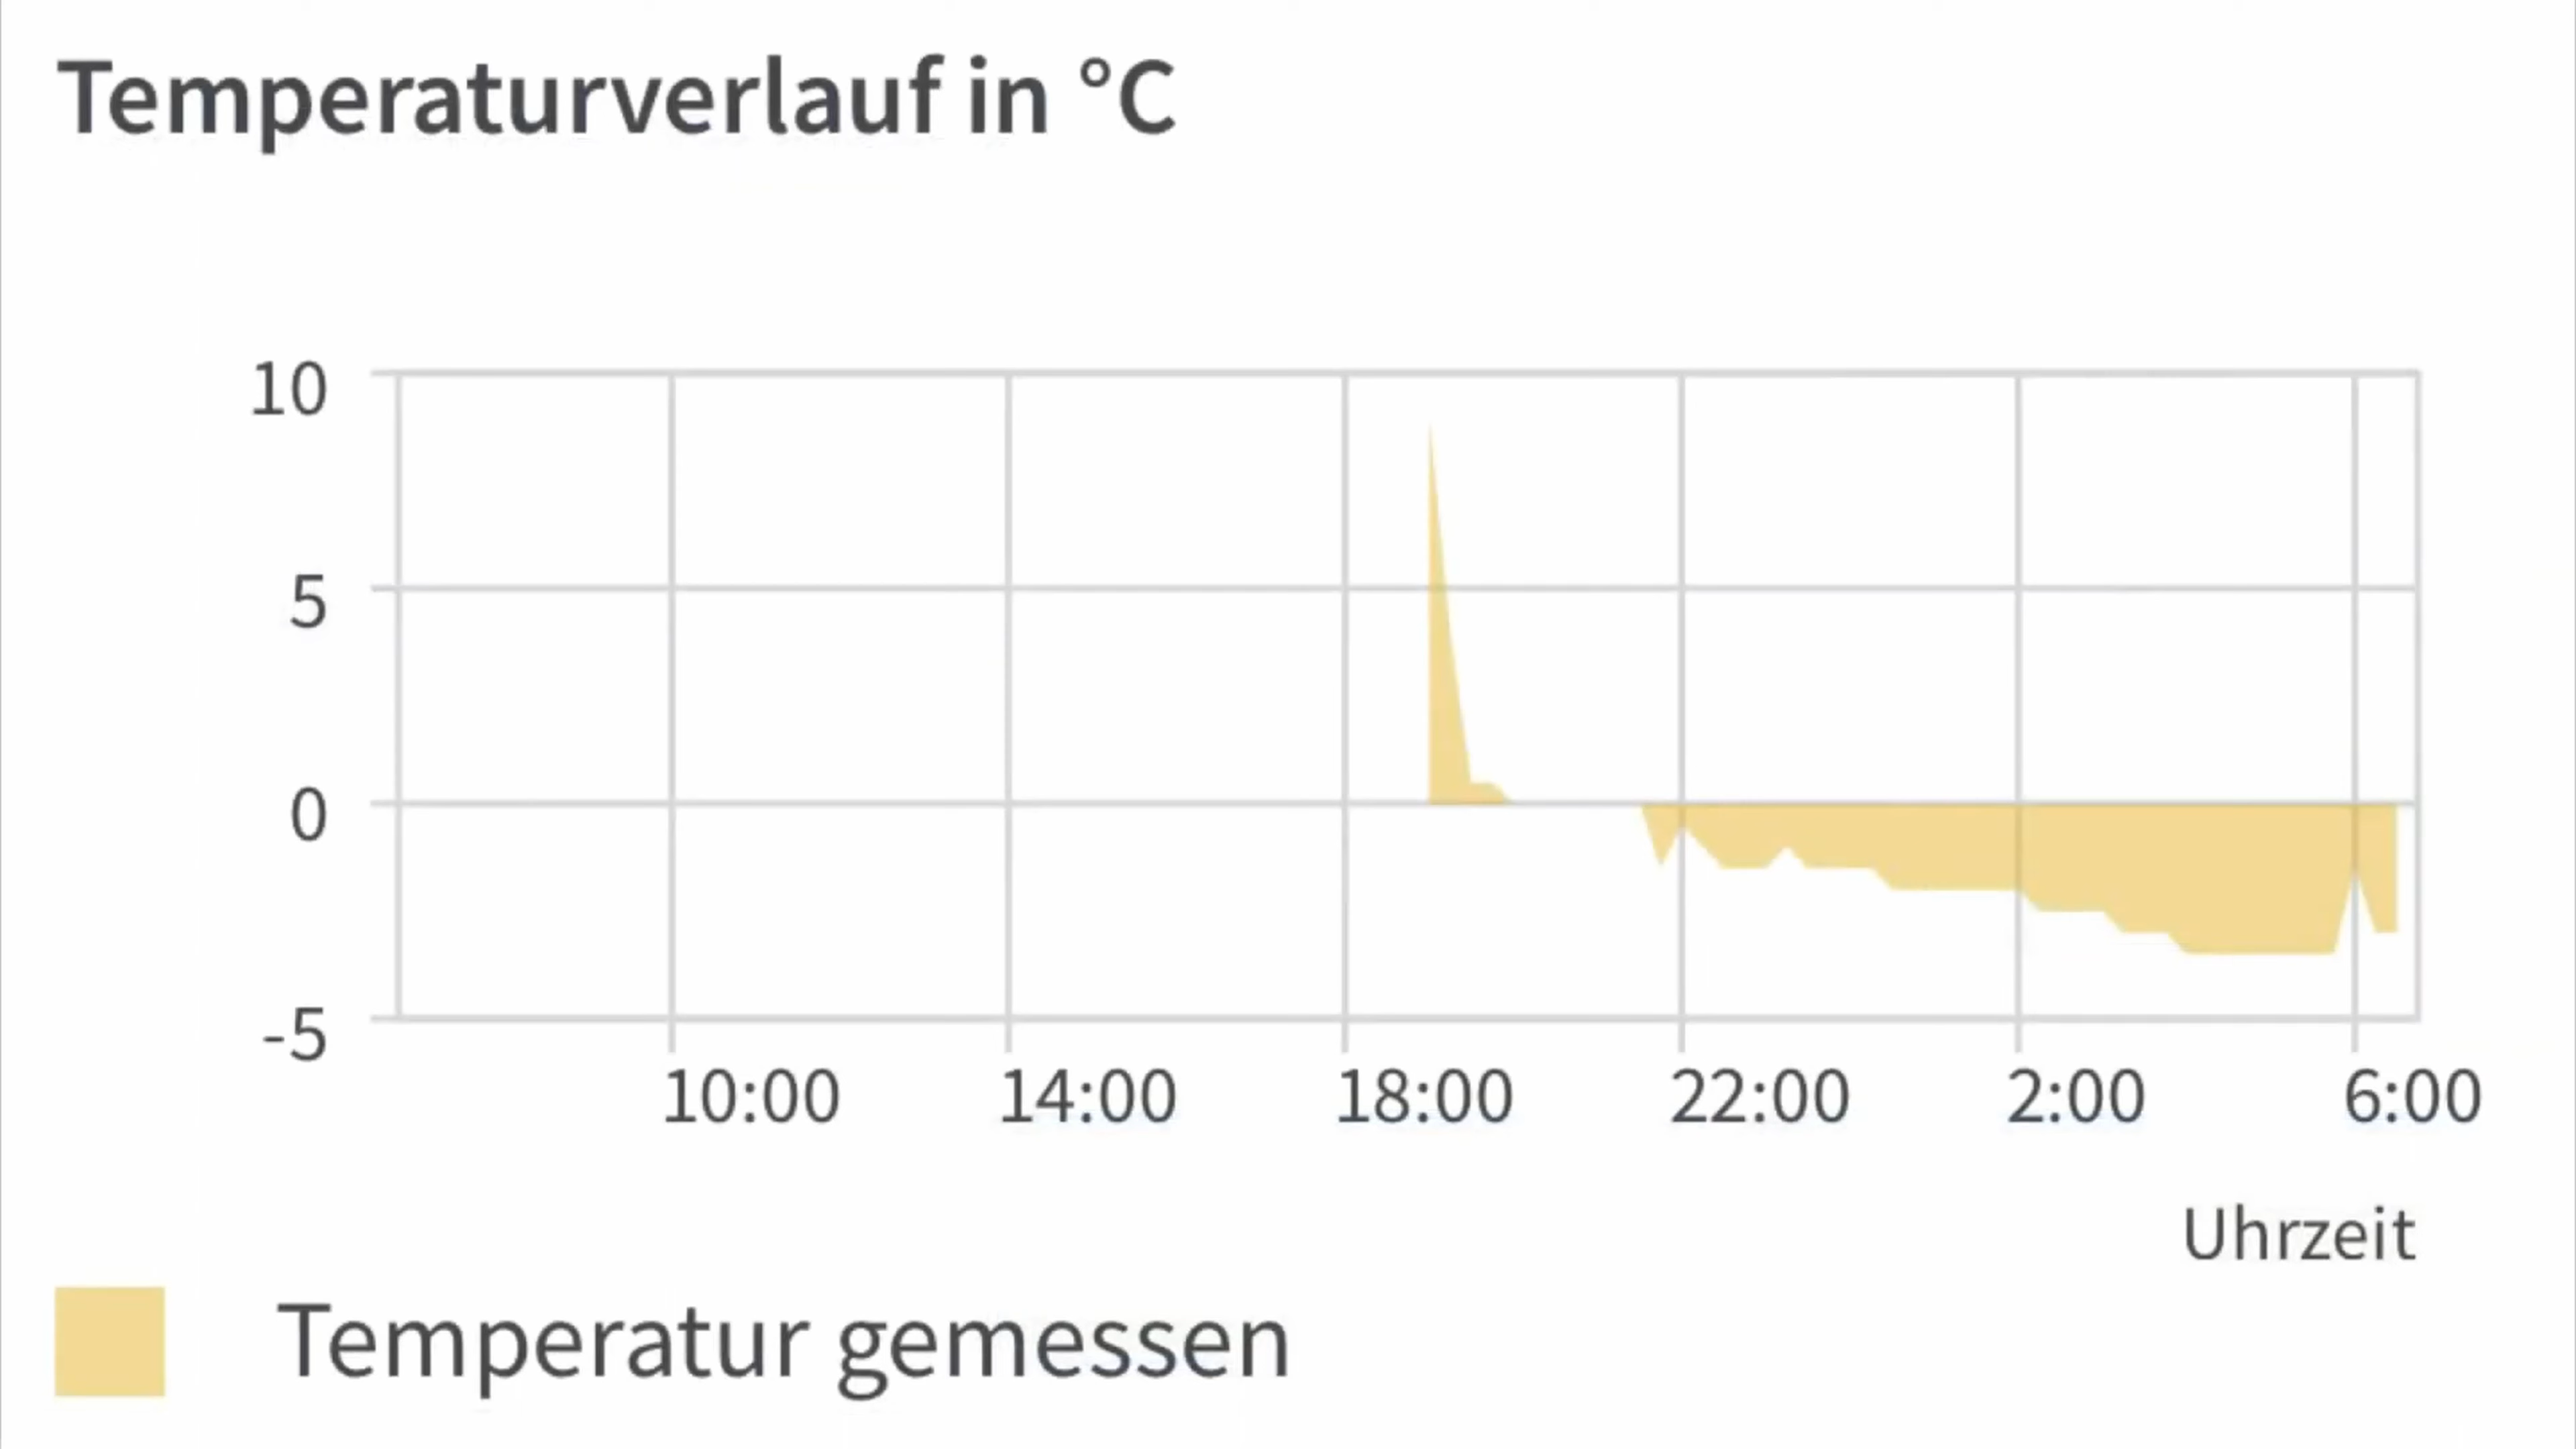 Temperaturverlauf in °C
10
5
0
-5
10:00 14:00 18:00 22:00 2:00 6:00
Uhrzeit
Temperatur gemessen